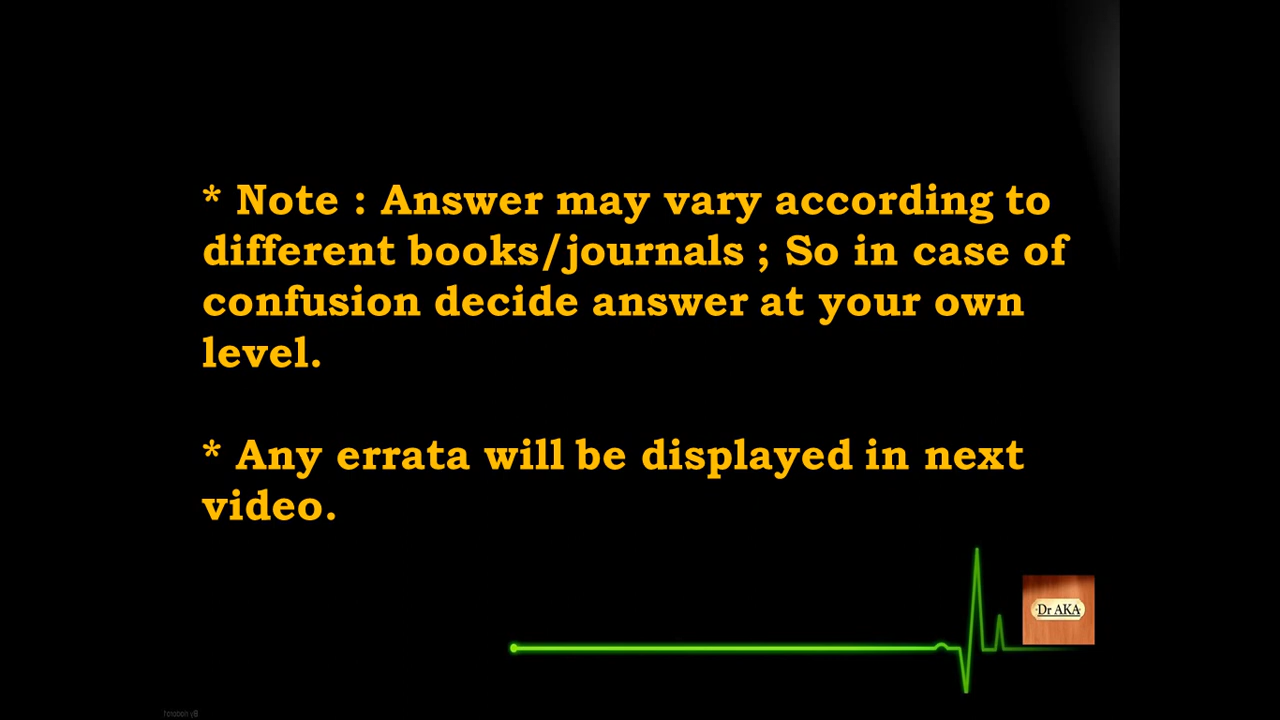 * Note : Answer may vary according to
different books/journals ; So in case of
confusion decide answer at your own
level.
* Any errata will be displayed in next
video.
Dr AKA